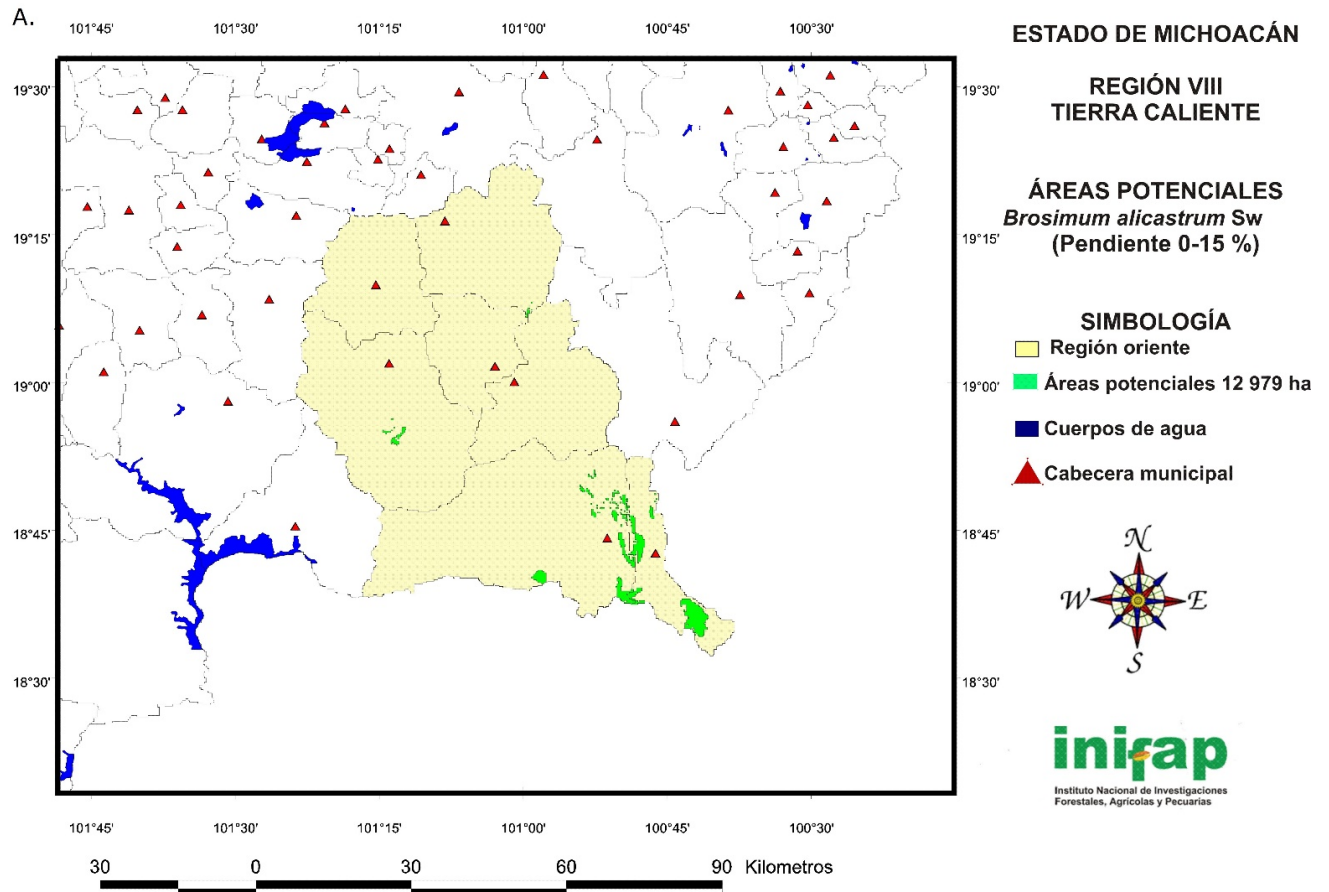 A.
101°45' 101°30' 101°15' 101°00' 100°45' 100°30'
19°30' 19°30'
19°15' 19°15'
19°00' 19°00'
18°45' 18°45'
18°30' 18°30'
101°45' 101°30' 101°15' 101°00' 100°45' 100°30'
30 0 30 60 90 Kilometros
ESTADO DE MICHOACÁN
REGIÓN VIII
TIERRA CALIENTE
ÁREAS POTENCIALES
Brosimum alicastrum Sw
(Pendiente 0-15 %)
SIMBOLOGÍA
Región oriente
Áreas potenciales 12 979 ha
Cuerpos de agua
Cabecera municipal
N
W E
S
inifap
Instituto Nacional de Investigaciones
Forestales, Agrícolas y Pecuarias